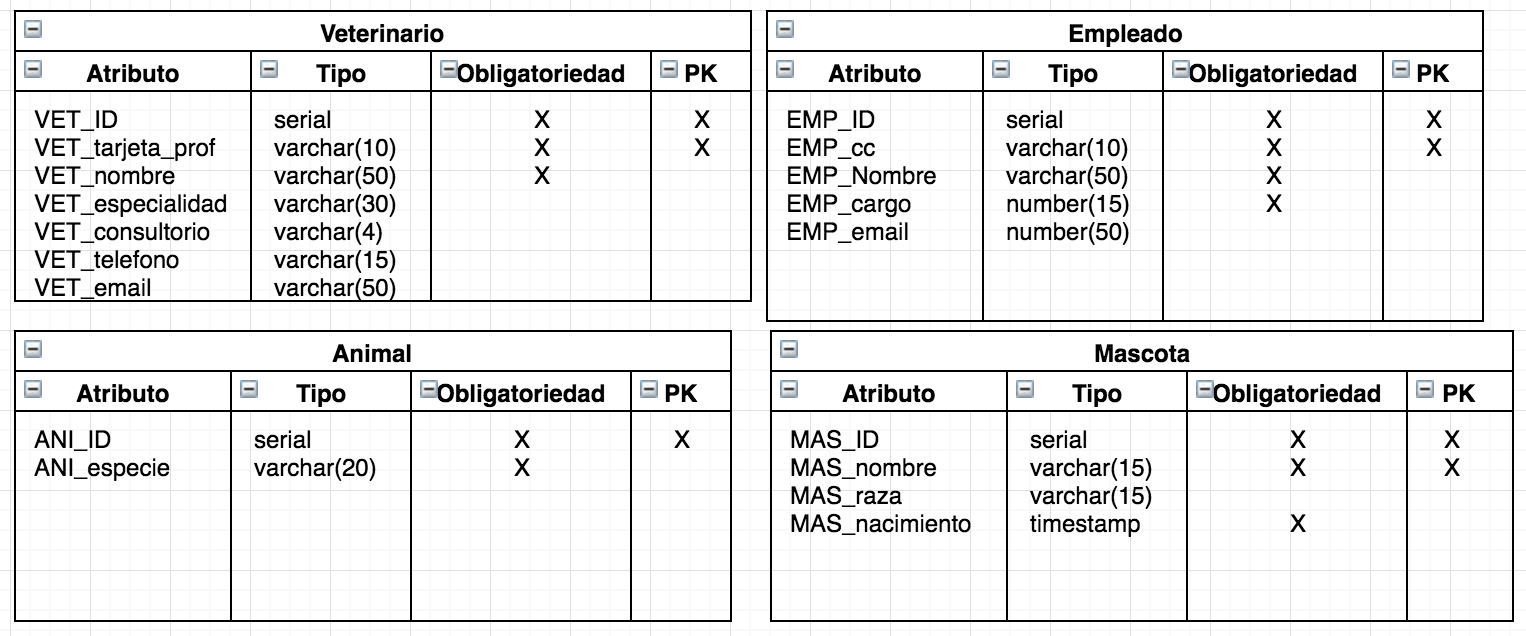 Veterinario
Atributo Tipo Obligatoriedad PK
VET_ID serial X X
VET_tarjeta_prof varchar(10) X X
VET_nombre varchar(50) X
VET_especialidad varchar(30)
VET_consultorio varchar(4)
VET_telefono varchar(15)
VET_email varchar(50)
Empleado
Atributo Tipo Obligatoriedad PK
EMP_ID serial X X
EMP_cc varchar(10) X X
EMP_Nombre varchar(50) X
EMP_cargo number(15) X
EMP_email number(50)
Animal
Atributo Tipo Obligatoriedad PK
ANI_ID serial X X
ANI_especie varchar(20) X
Mascota
Atributo Tipo Obligatoriedad PK
MAS_ID serial X X
MAS_nombre varchar(15) X X
MAS_raza varchar(15)
MAS_nacimiento timestamp X